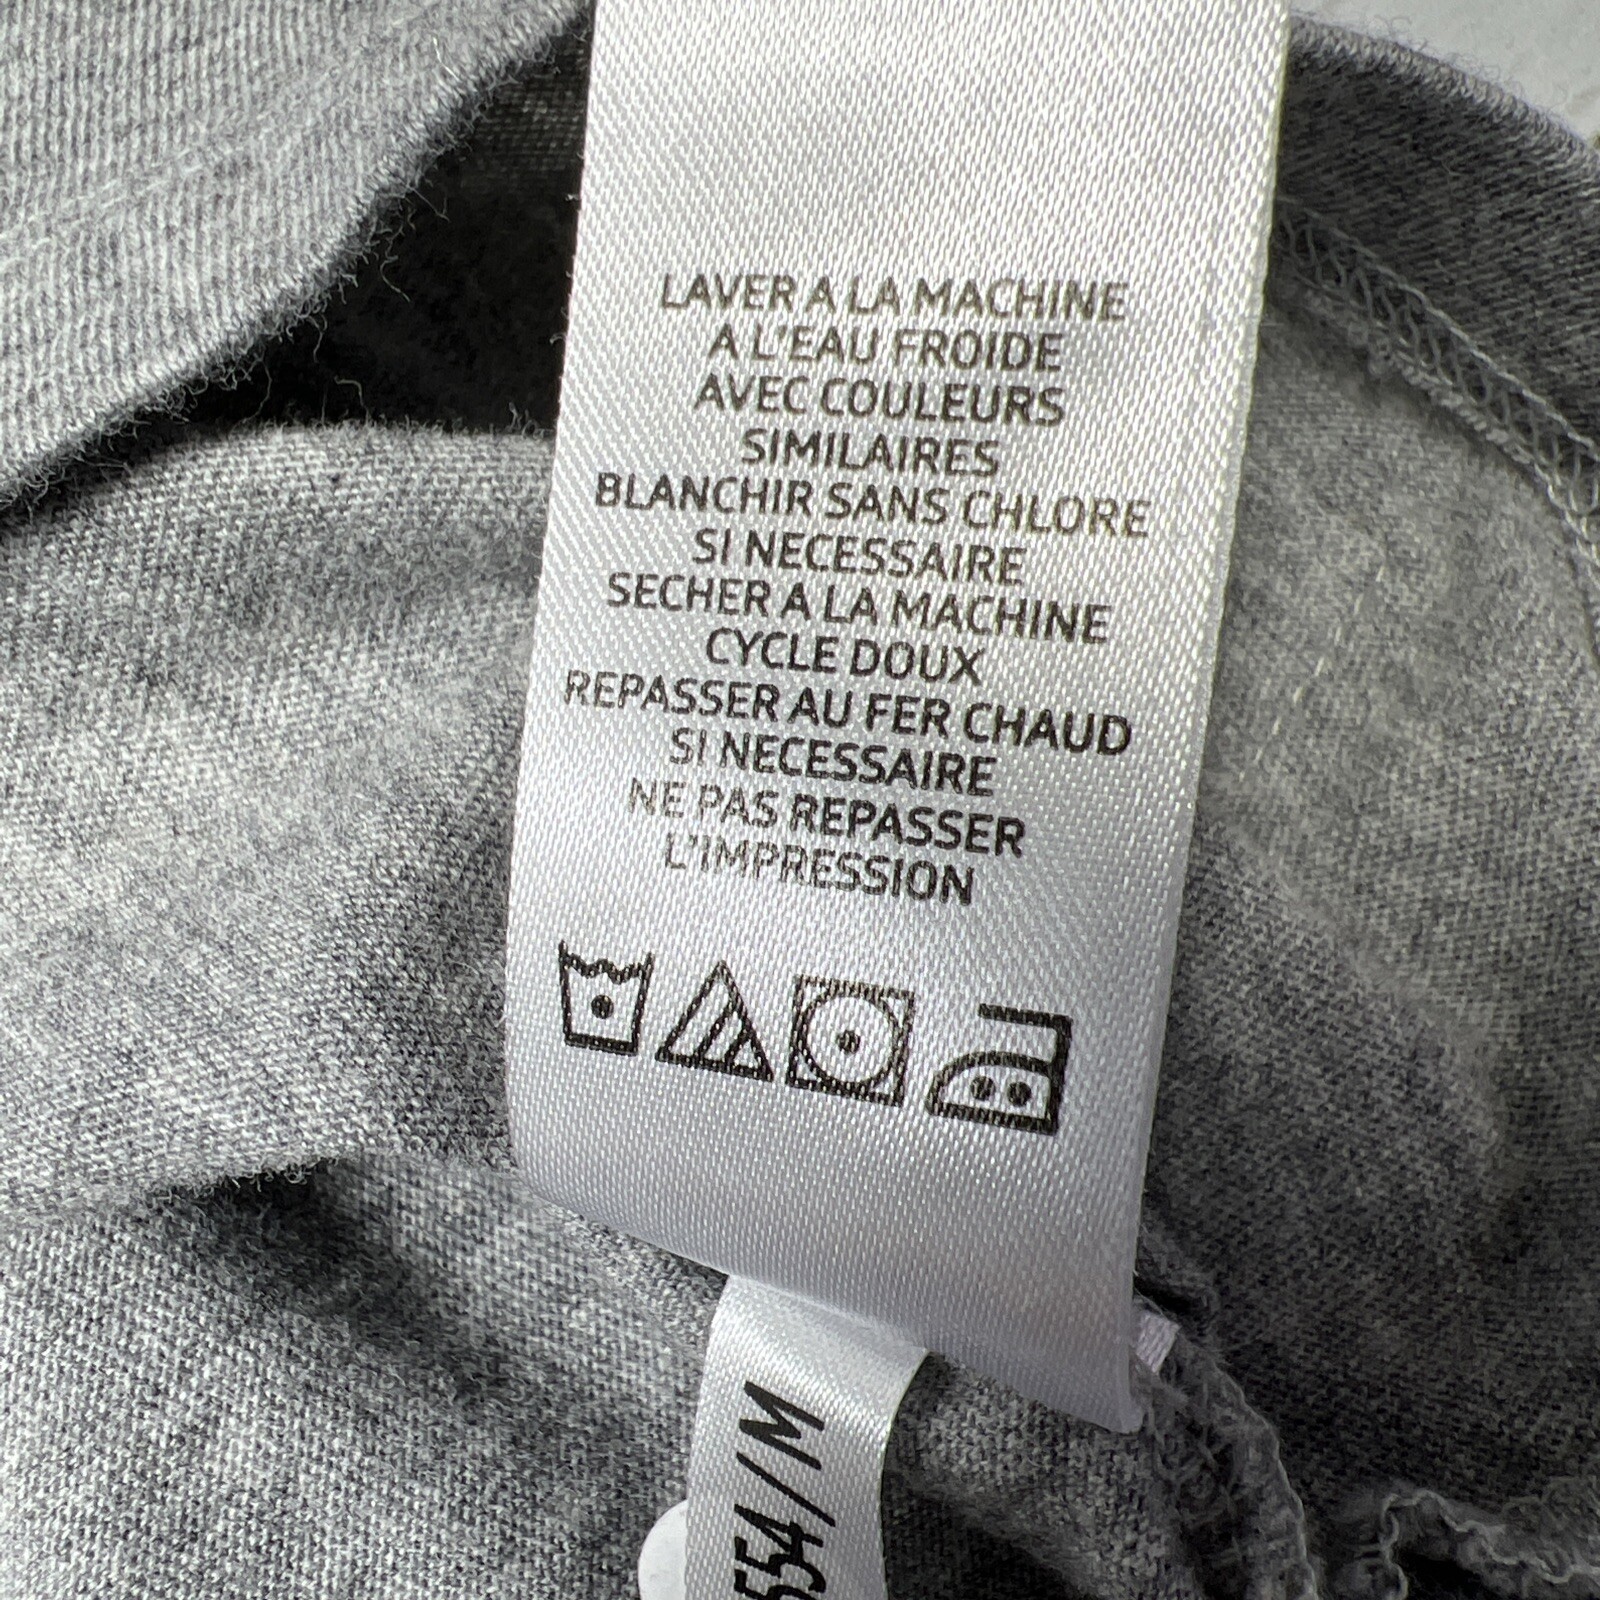 LAVER A LA MACHINE
A L'EAU FROIDE
AVEC COULEURS
SIMILAIRES
BLANCHIR SANS CHLORE
SI NECESSAIRE
SECHER A LA MACHINE
CYCLE DOUX
REPASSER AU FER CHAUD
SI NECESSAIRE
NE PAS REPASSER
L'IMPRESSION
554/M